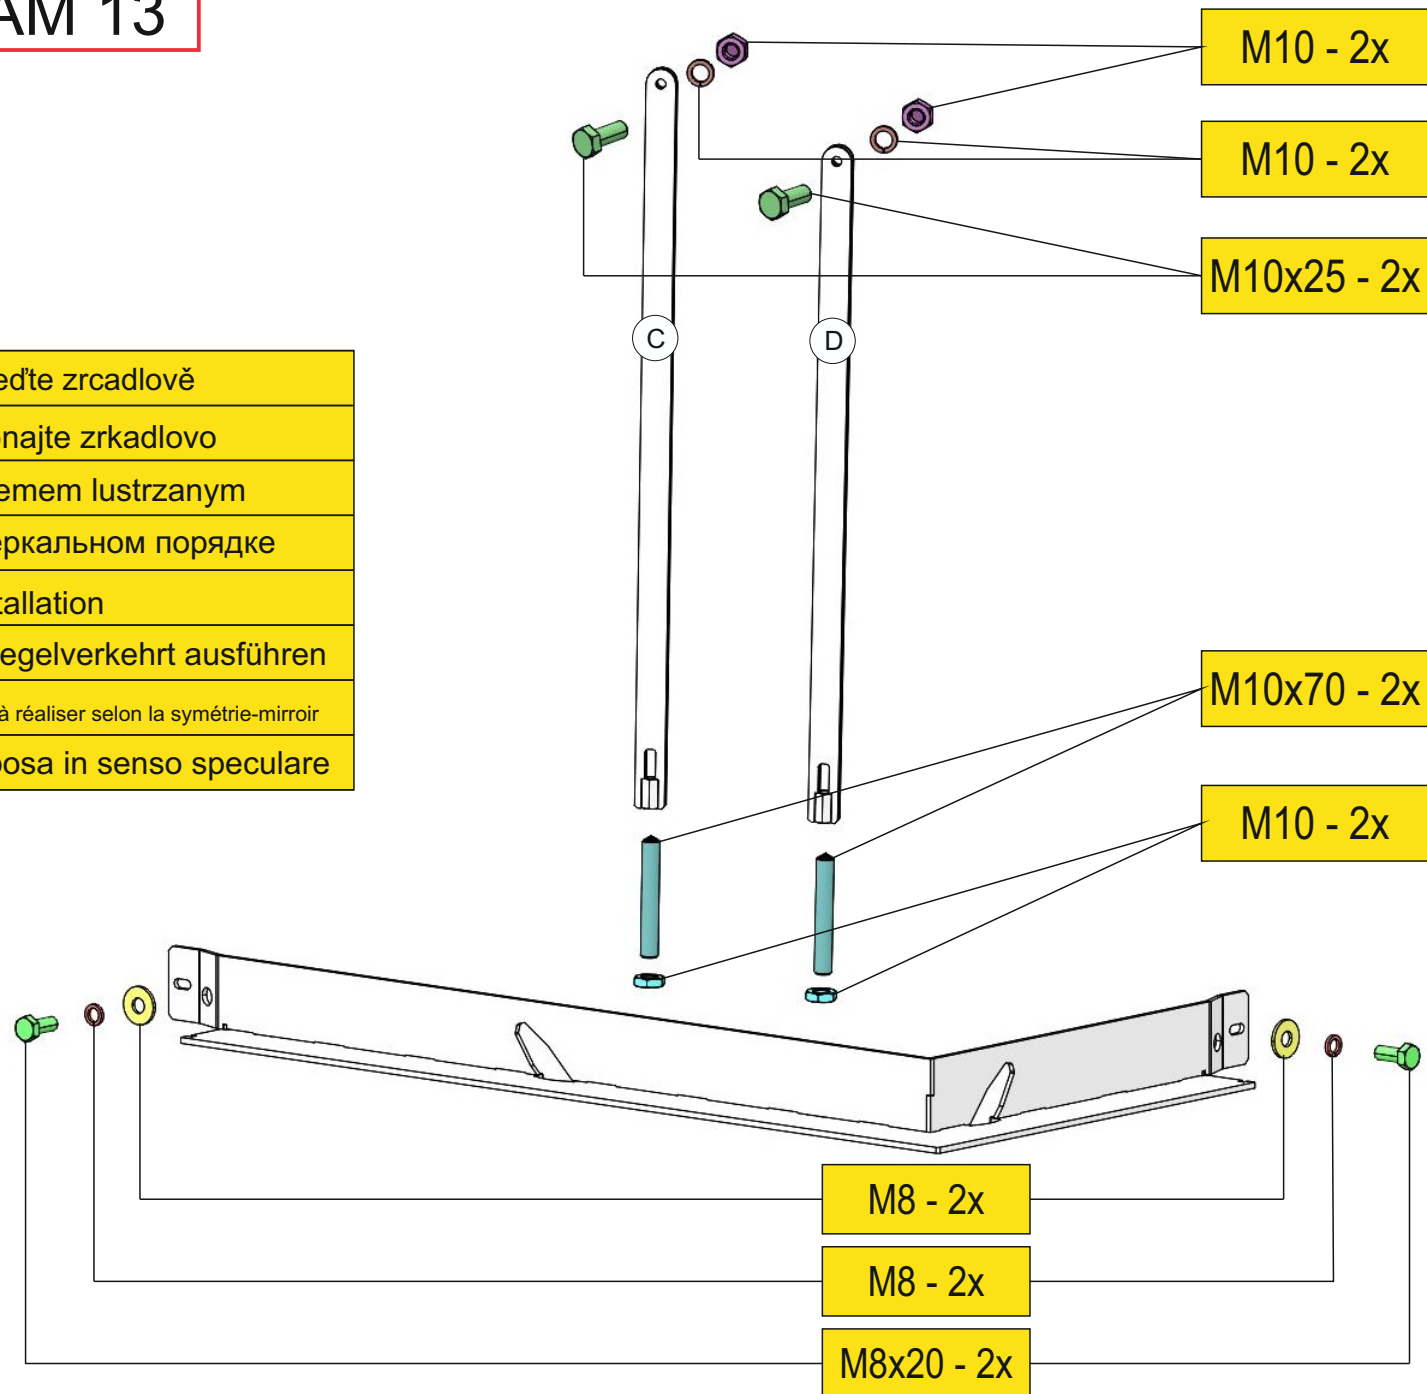 AM 13
M10 - 2x
M10 - 2x
M10x25 - 2x
C
D
eďte zrcadlově
najte zrkadlovo
emem lustrzanym
еркальном порядке
tallation
egelverkehrt ausführen
à réaliser selon la symétrie-mirroir
posa in senso speculare
M10x70 - 2x
M10 - 2x
M8 - 2x
M8 - 2x
M8x20 - 2x